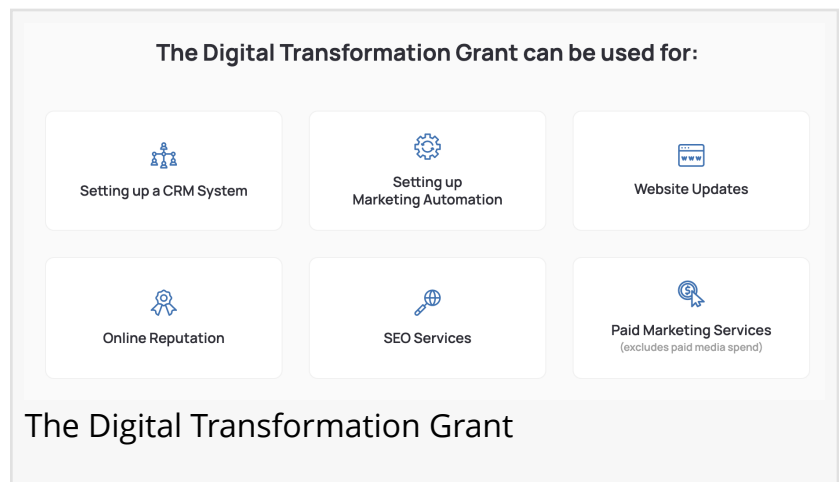 The Digital Transformation Grant can be used for:
Setting up a CRM System
Setting up
Marketing Automation
www
Website Updates
Online Reputation
SEO Services
$
Paid Marketing Services
(excludes paid media spend)
The Digital Transformation Grant